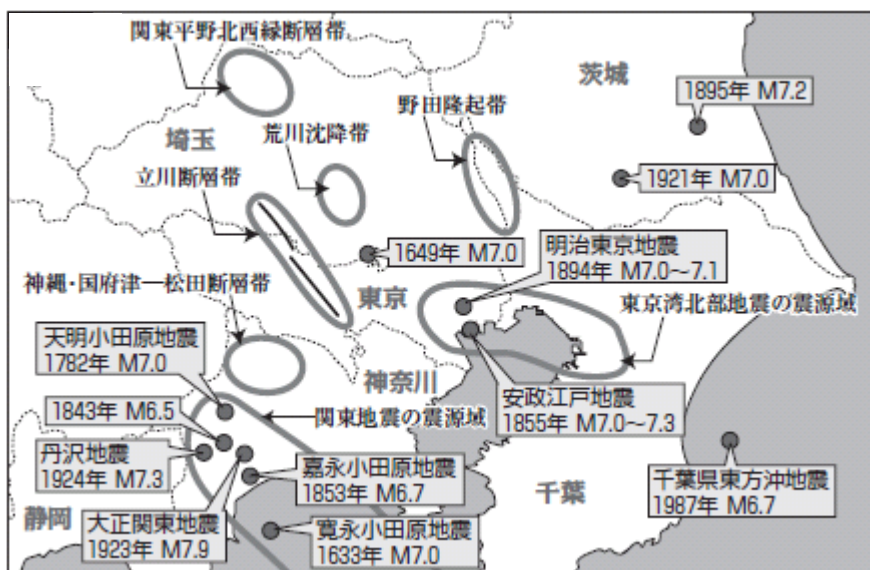 関東平野北西縁断層帯
茨城
1895年 M7.2
野田隆起帯
埼玉
荒川沈降帯
立川断層帯
1921年 M7.0
1649年 M7.0
明治東京地震
1894年 M7.0～7.1
神縄・国府津―松田断層帯
東京
東京湾北部地震の震源域
天明小田原地震
1782年 M7.0
神奈川
安政江戸地震
1855年 M7.0～7.3
1843年 M6.5
関東地震の震源域
丹沢地震
1924年 M7.3
嘉永小田原地震
1853年 M6.7
千葉県東方沖地震
1987年 M6.7
千葉
静岡
大正関東地震
1923年 M7.9
寛永小田原地震
1633年 M7.0